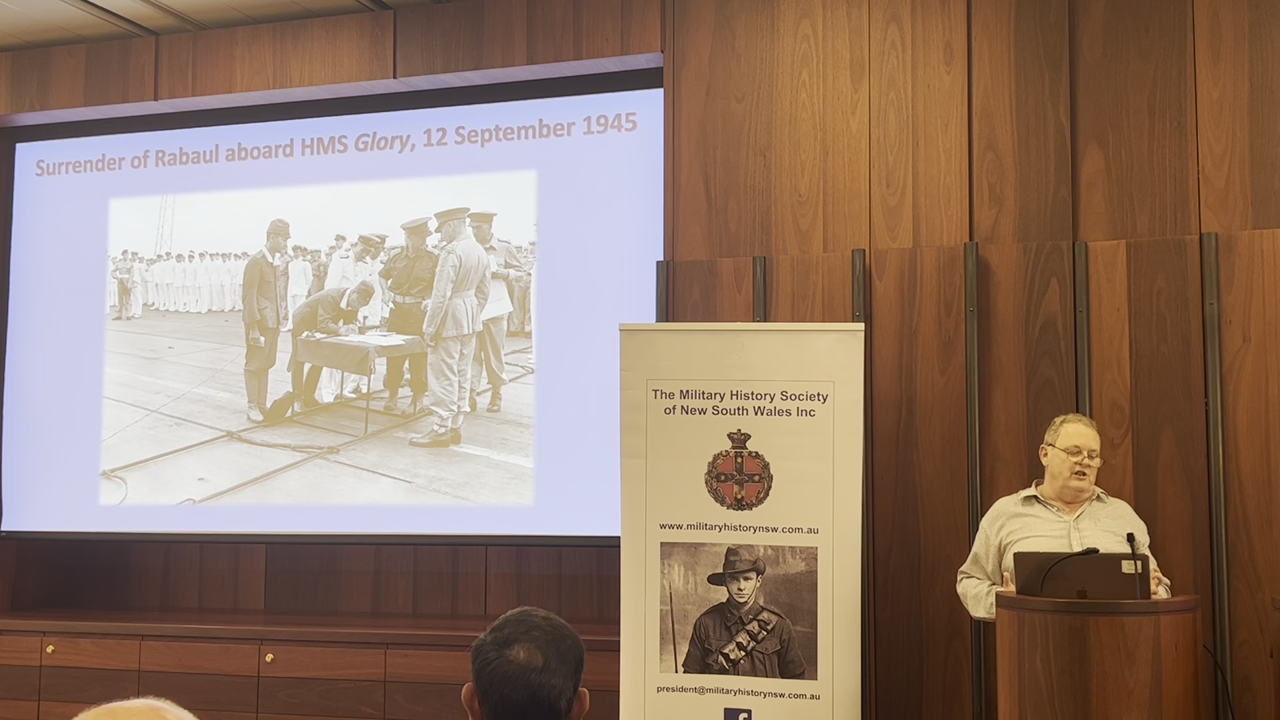 Surrender of Rabaul aboard HMS Glory, 12 September 1945
The Military History Society
of New South Wales Inc
www.militaryhistorynsw.com.au
president@militaryhistorynsw.com.au